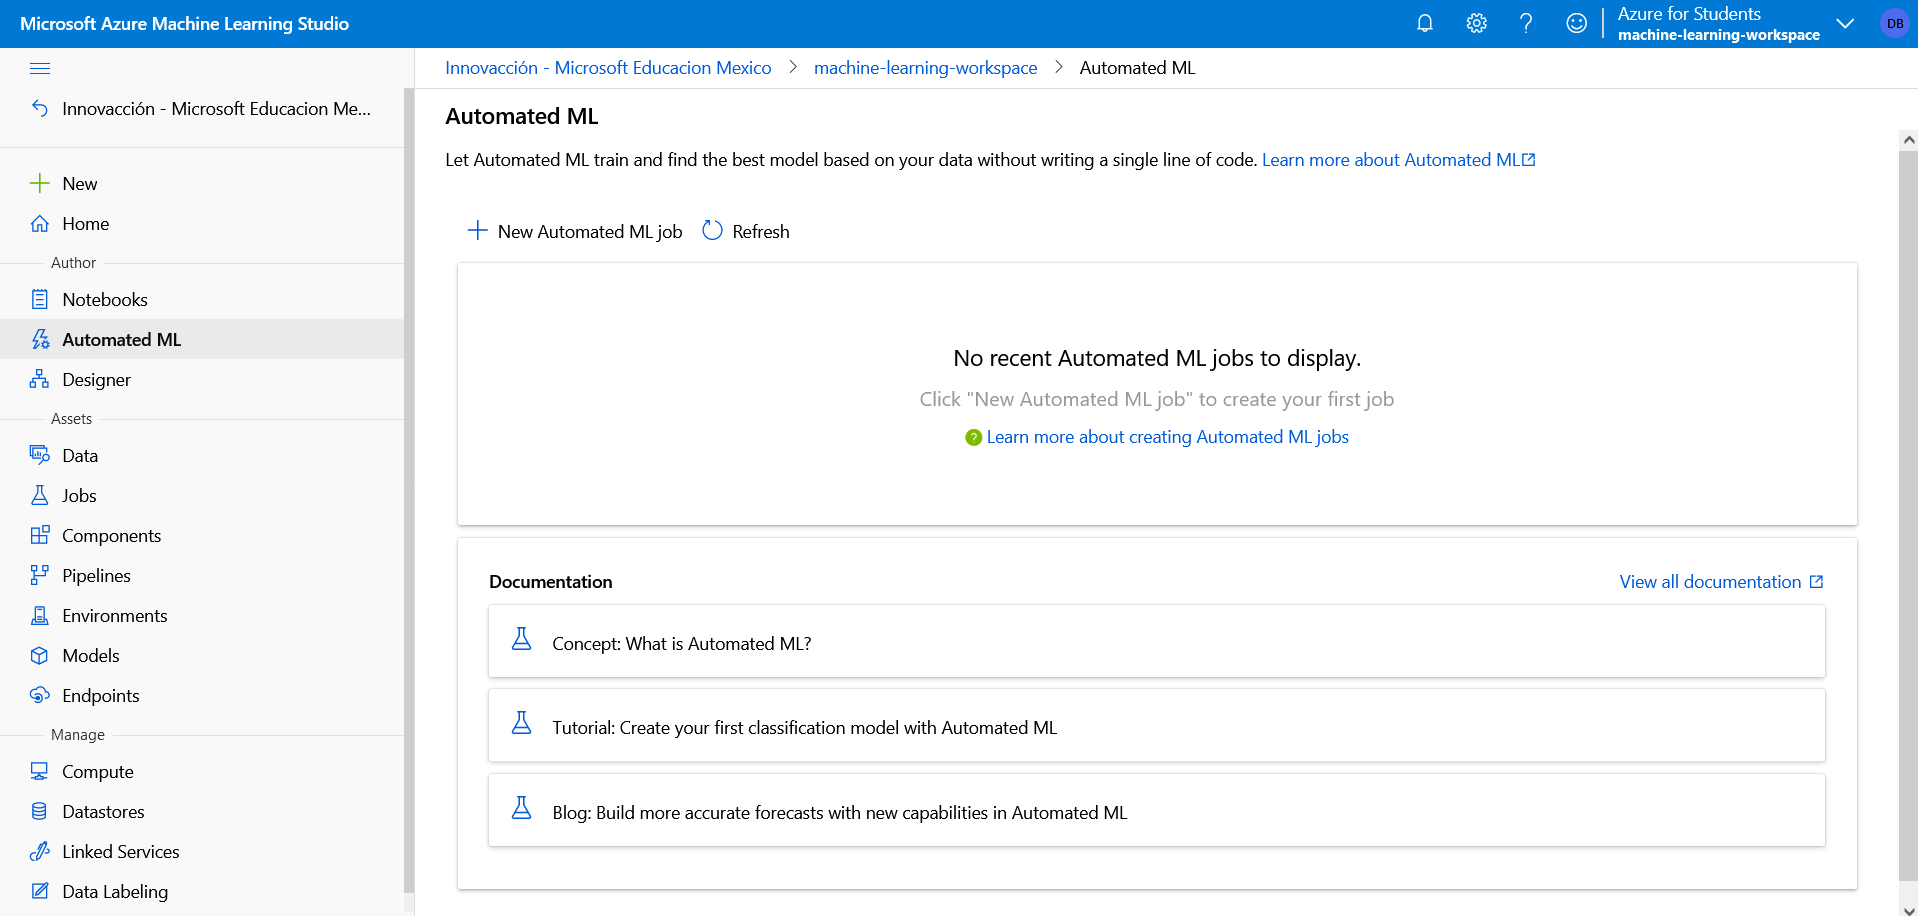 Microsoft Azure Machine Learning Studio
Azure for Students
machine-learning-workspace
DB
Innovacción - Microsoft Educacion Me...
New
Home
Author
Notebooks
Automated ML
Designer
Assets
Data
Jobs
Components
Pipelines
Environments
Models
Endpoints
Manage
Compute
Datastores
Linked Services
Data Labeling
Innovacción - Microsoft Educacion Mexico > machine-learning-workspace > Automated ML
Automated ML
Let Automated ML train and find the best model based on your data without writing a single line of code. Learn more about Automated ML
New Automated ML job Refresh
No recent Automated ML jobs to display.
Click "New Automated ML job" to create your first job
Learn more about creating Automated ML jobs
Documentation
View all documentation
Concept: What is Automated ML?
Tutorial: Create your first classification model with Automated ML
Blog: Build more accurate forecasts with new capabilities in Automated ML